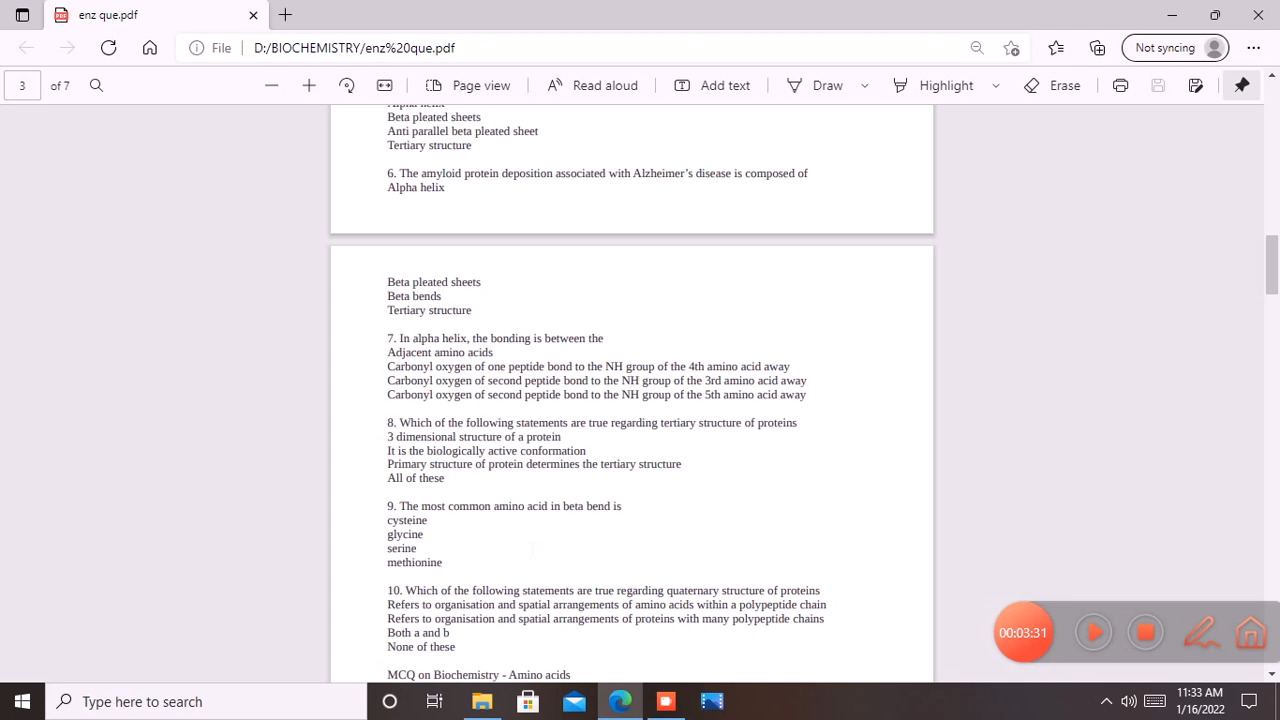 enz que.pdf
File
D:/BIOCHEMISTRY/enz%20que.pdf
Not syncing
3
of 7
Page view
Read aloud
Add text
Draw
Highlight
Erase
Alpha helix
Beta pleated sheets
Anti parallel beta pleated sheet
Tertiary structure
6. The amyloid protein deposition associated with Alzheimer’s disease is composed of
Alpha helix
Beta pleated sheets
Beta bends
Tertiary structure
7. In alpha helix, the bonding is between the
Adjacent amino acids
Carbonyl oxygen of one peptide bond to the NH group of the 4th amino acid away
Carbonyl oxygen of second peptide bond to the NH group of the 3rd amino acid away
Carbonyl oxygen of second peptide bond to the NH group of the 5th amino acid away
8. Which of the following statements are true regarding tertiary structure of proteins
3 dimensional structure of a protein
It is the biologically active conformation
Primary structure of protein determines the tertiary structure
All of these
9. The most common amino acid in beta bend is
cysteine
glycine
serine
methionine
10. Which of the following statements are true regarding quaternary structure of proteins
Refers to organisation and spatial arrangements of amino acids within a polypeptide chain
Refers to organisation and spatial arrangements of proteins with many polypeptide chains
Both a and b
None of these
MCQ on Biochemistry - Amino acids
00:03:31
Type here to search
11:33 AM
1/16/2022